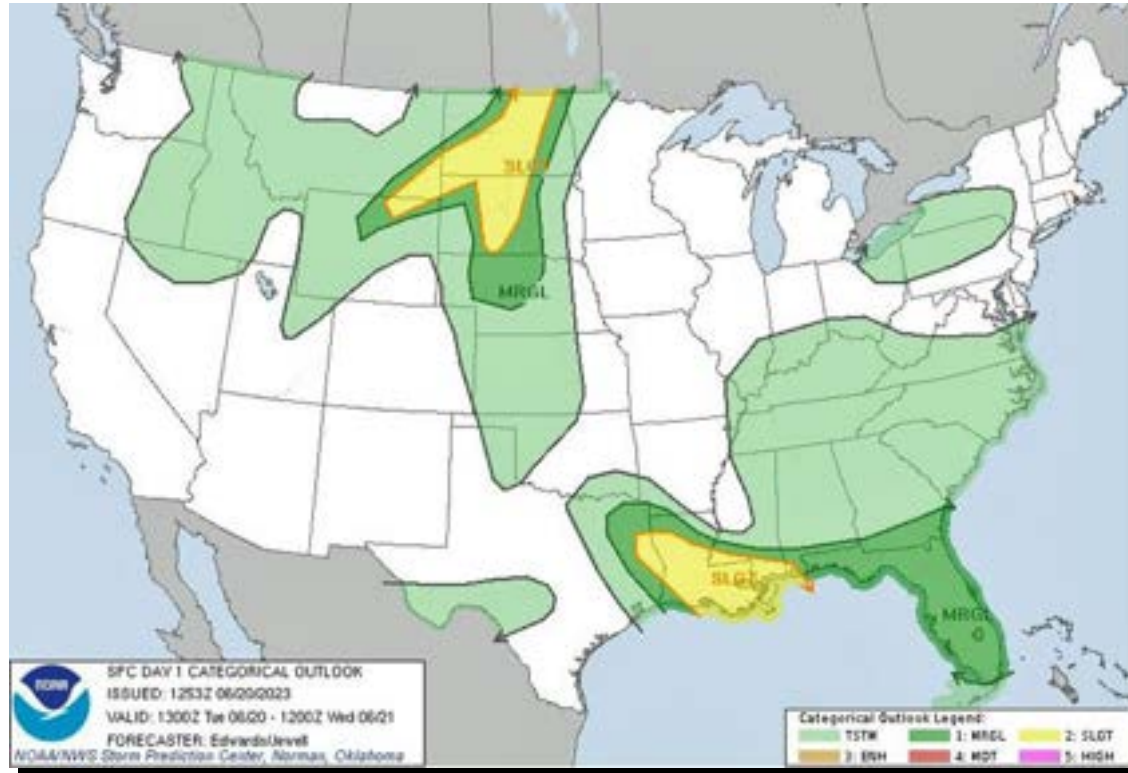 SLGT
MRGL
SLGT
MRGL
NOAA
SPC DAY 1 CATEGORICAL OUTLOOK
ISSUED: 1253Z 06/20/2023
VALID: 1300Z Tue 06/20 - 1200Z Wed 06/21
FORECASTER: Edwards/Jewell
NOAA/NWS Storm Prediction Center, Norman, Oklahoma
Categorical Outlook Legend:
TSTM 1: MRGL 2: SLGT
3: ENH 4: MDT 5: HIGH